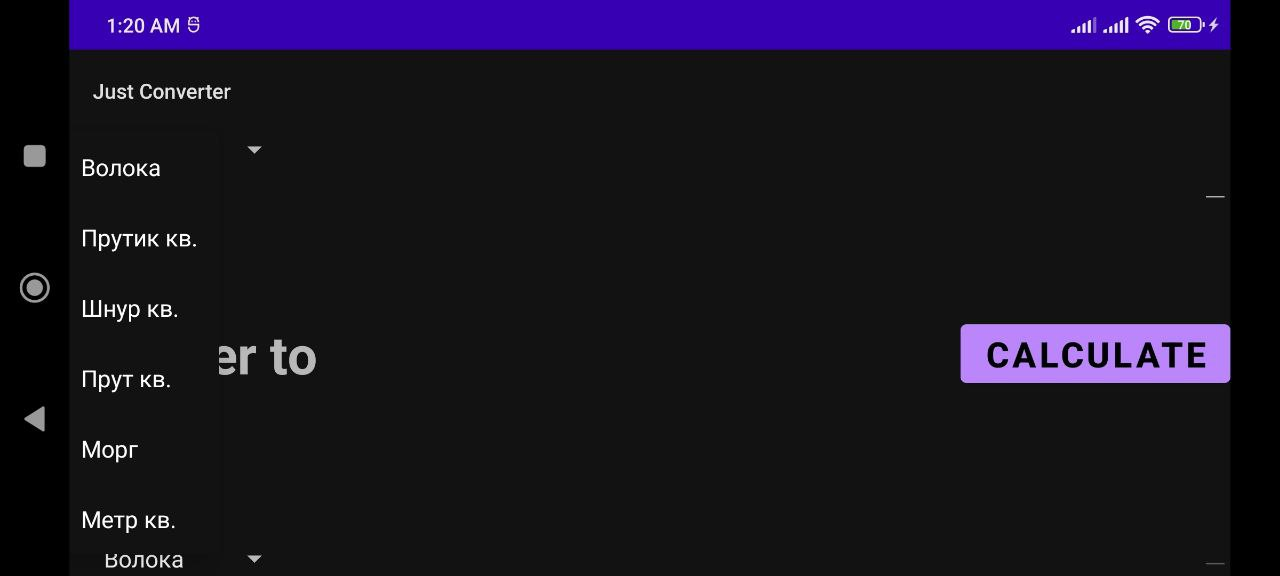 1:20 AM
70
Just Converter
Волока
Прутик кв.
Шнур кв.
er to
CALCULATE
Прут кв.
Морг
Метр кв.
Волока